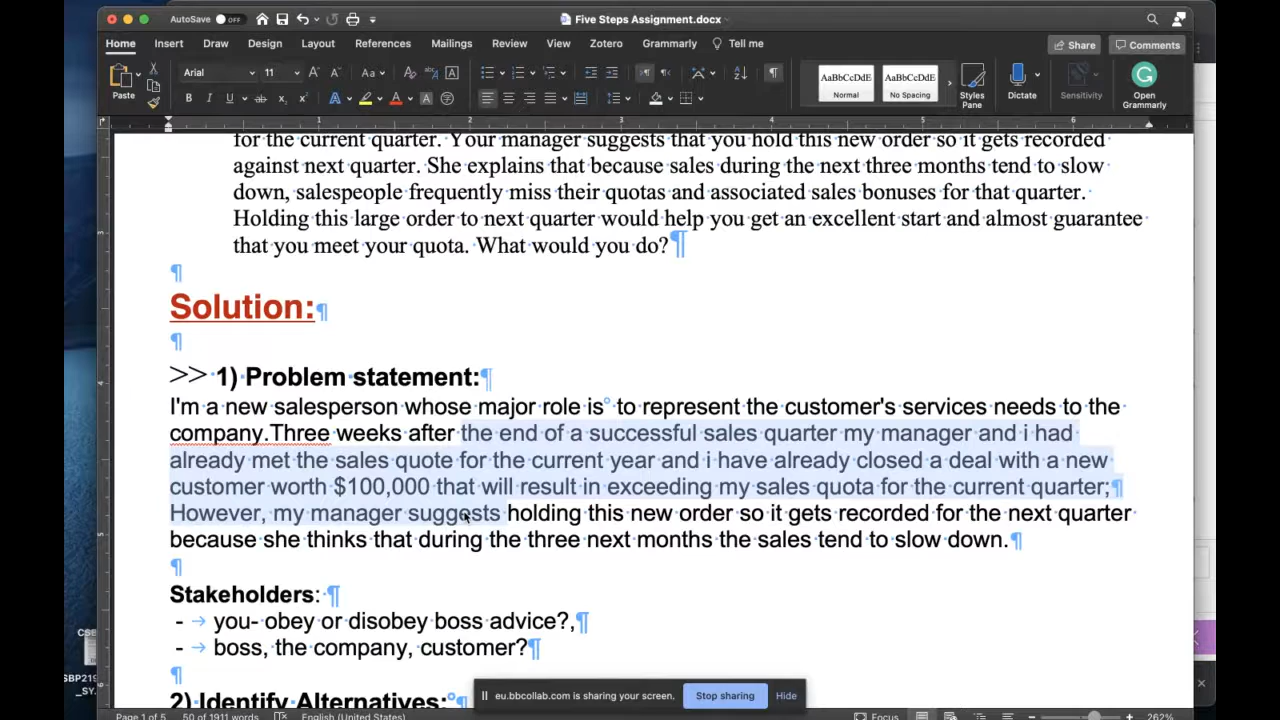 AutoSave OFF Five Steps Assignment.docx
Home Insert Draw Design Layout References Mailings Review View Zotero Grammarly Tell me Share Comments
Paste Arial 11 AaBbCcDdE Normal AaBbCcDdE No Spacing Styles Pane Dictate Sensitivity Open Grammarly
for the current quarter. Your manager suggests that you hold this new order so it gets recorded
against next quarter. She explains that because sales during the next three months tend to slow
down, salespeople frequently miss their quotas and associated sales bonuses for that quarter.
Holding this large order to next quarter would help you get an excellent start and almost guarantee
that you meet your quota. What would you do?
Solution:
>> 1) Problem statement:
I'm a new salesperson whose major role is to represent the customer's services needs to the
company.Three weeks after the end of a successful sales quarter my manager and i had
already met the sales quote for the current year and i have already closed a deal with a new
customer worth $100,000 that will result in exceeding my sales quota for the current quarter;
However, my manager suggests holding this new order so it gets recorded for the next quarter
because she thinks that during the three next months the sales tend to slow down.
Stakeholders:
- you- obey or disobey boss advice?,
- boss, the company, customer?
2) Identify Alternatives:
eu.bbcollab.com is sharing your screen. Stop sharing Hide
Page 1 of 5 50 of 1911 words English (United States) Focus 262%